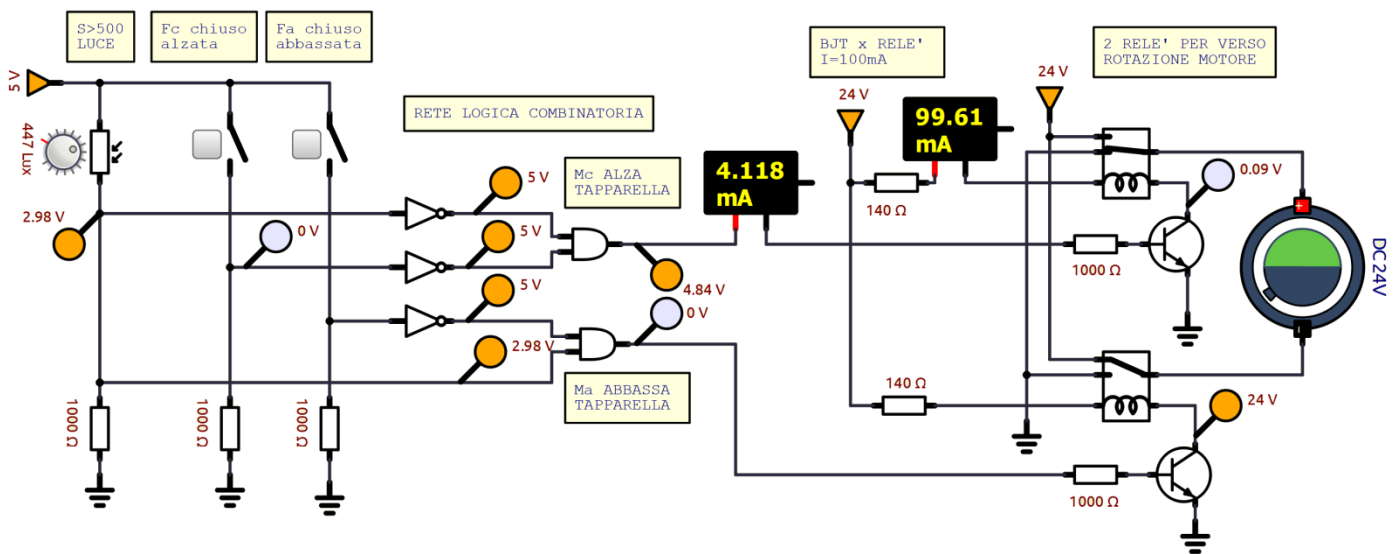 S>500
LUCE
Fc chiuso
alzata
Fa chiuso
abbassata
BJT x RELE'
I=100mA
2 RELE' PER VERSO
ROTAZIONE MOTORE
5 V
24 V
24 V
RETE LOGICA COMBINATORIA
99.61
mA
447 Lux
Mc ALZA
TAPPARELLA
4.118
mA
5 V
140 Ω
0.09 V
2.98 V
0 V
5 V
1000 Ω
DC24V
5 V
4.84 V
0 V
2.98 V
Ma ABBASSA
TAPPARELLA
140 Ω
24 V
1000 Ω
1000 Ω
1000 Ω
1000 Ω